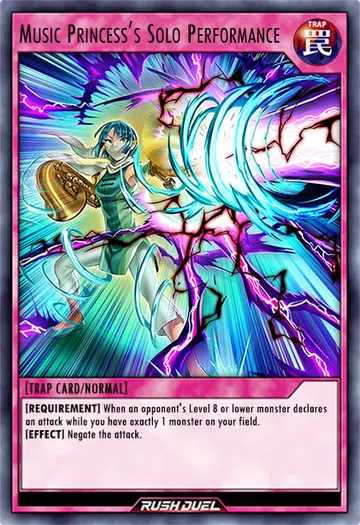 Music Princess's Solo Performance
TRAP
罠
[TRAP CARD/NORMAL]
[REQUIREMENT] When an opponent's Level 8 or lower monster declares
an attack while you have exactly 1 monster on your field.
[EFFECT] Negate the attack.
RUSH DUEL